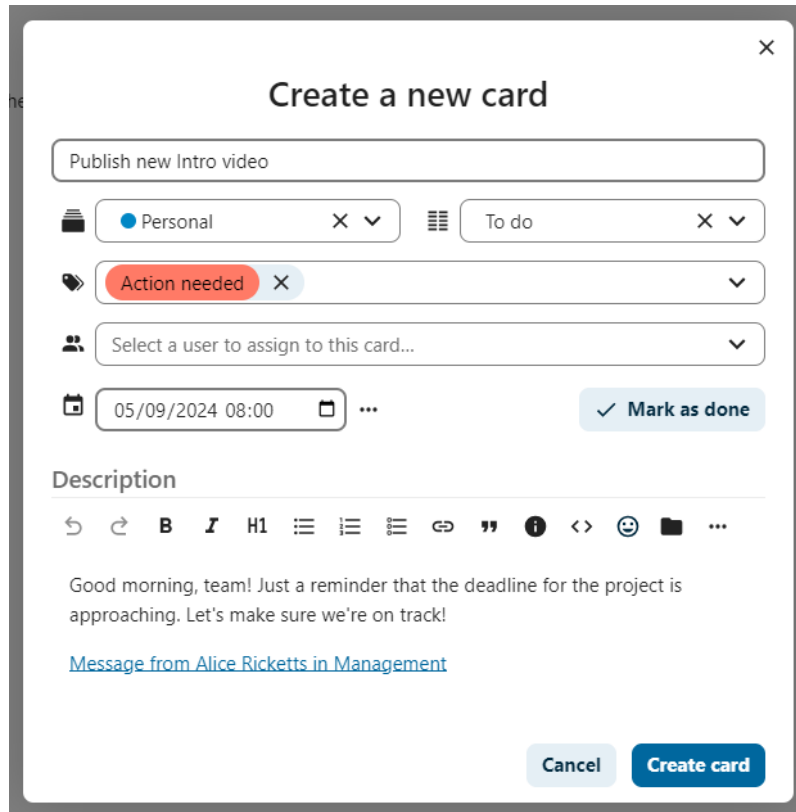 he
Create a new card
Publish new Intro video
Personal
To do
Action needed
Select a user to assign to this card...
05/09/2024 08:00
Mark as done
Description
B I H1
Good morning, team! Just a reminder that the deadline for the project is
approaching. Let's make sure we're on track!
Message from Alice Ricketts in Management
Cancel
Create card